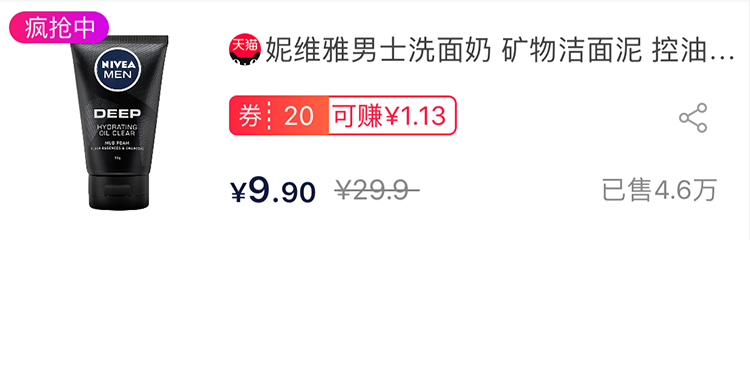 疯抢中
NIVEA
MEN
DEEP
HYDRATING
OIL CLEAR
MUD FOAM
天猫 妮维雅男士洗面奶 矿物洁面泥 控油...
券 20 可赚¥1.13
¥9.90 ¥29.9 已售4.6万